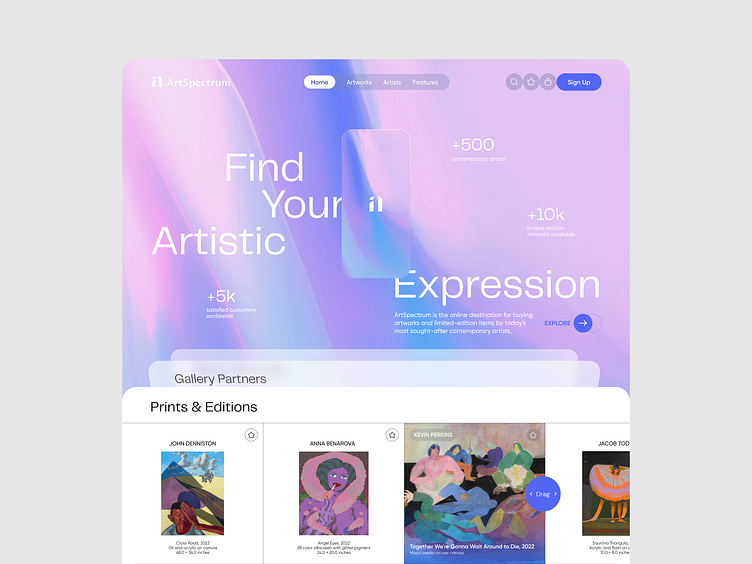 ArtSpectrum
Home
Artworks
Artists
Features
Sign Up
Find
Your
Artistic
Expression
+500
contemporary artists
+10k
limited edition
artworks available
+5k
satisfied customers
worldwide
ArtSpectrum is the online destination for buying
artworks and limited-edition items by today's
most sought-after contemporary artists.
EXPLORE
Gallery Partners
Prints & Editions
JOHN DENNISTON
Cross Road, 2023
Oil and acrylic on canvas
48.0 × 36.0 inches
ANNA BENAROVA
Angel Eyes, 2022
28 color silkscreen with glitter pigment
24.0 × 20.0 inches
KEVIN PERKINS
Together We're Gonna Wait Around to Die, 2022
Mixed media on raw canvas
Drag
JACOB TOD
Saurona Triangula,
Acrylic and flash on
10.0 × 8.0 inche